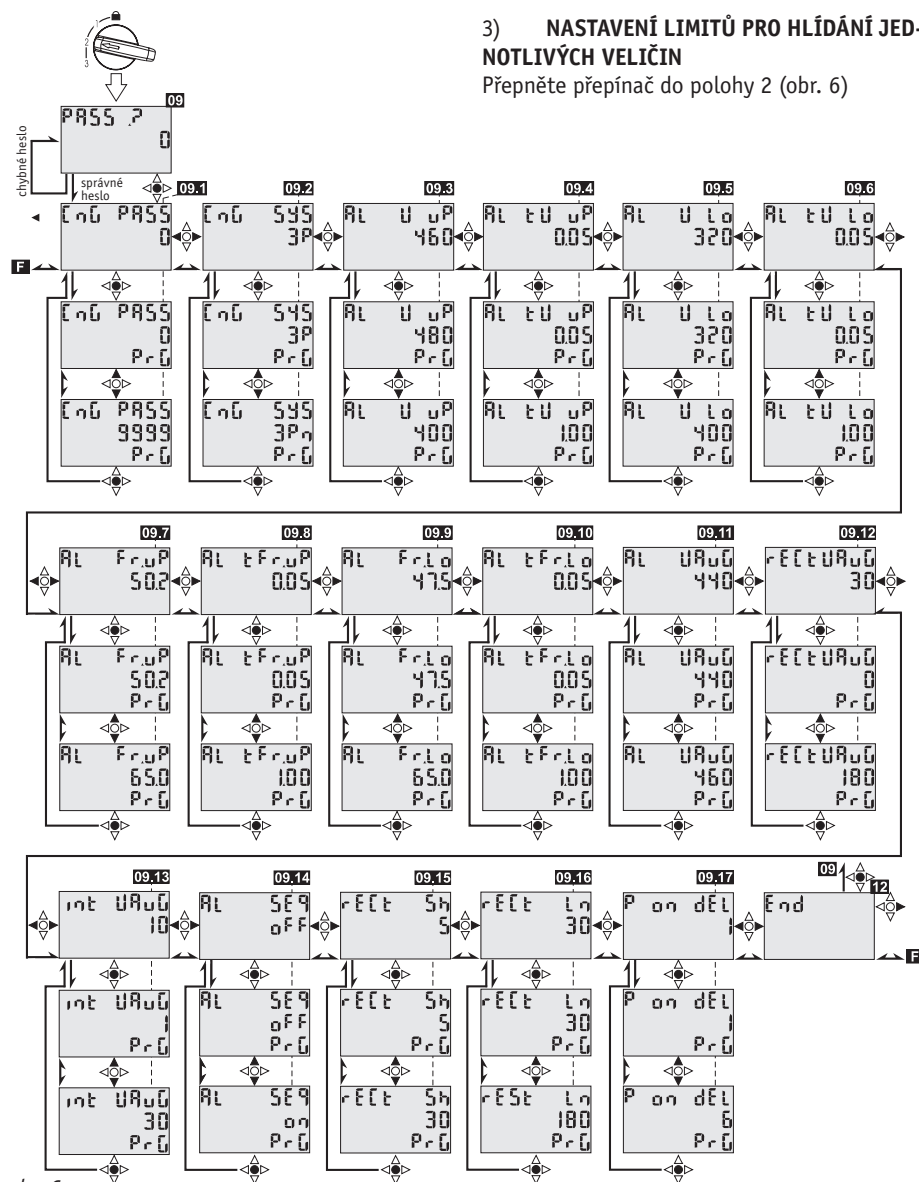 3) NASTAVENÍ LIMITŮ PRO HLÍDÁNÍ JED-
NOTLIVÝCH VELIČIN
Přepněte přepínač do polohy 2 (obr. 6)
1
2
3
09
PASS .?
0
chybné heslo
správné
heslo
09.1 09.2 09.3 09.4 09.5 09.6
CnG PASS CnG SYS AL U uP AL tU uP AL U Lo AL tU Lo
0 3P 460 0.05 320 0.05
F
CnG PASS CnG SYS AL U uP AL tU uP AL U Lo AL tU Lo
0 3P 480 0.05 320 0.05
PrG PrG PrG PrG PrG PrG
CnG PASS CnG SYS AL U uP AL tU uP AL U Lo AL tU Lo
9999 3Pn 400 1.00 400 1.00
PrG PrG PrG PrG PrG PrG
09.7 09.8 09.9 09.10 09.11 09.12
AL Fr.uP AL tFr.uP AL Fr.Lo AL tFr.Lo AL UAuG rECtUAuG
50.2 0.05 47.5 0.05 440 30
AL Fr.uP AL tFr.uP AL Fr.Lo AL tFr.Lo AL UAuG rECtUAuG
50.2 0.05 47.5 0.05 440 0
PrG PrG PrG PrG PrG PrG
AL Fr.uP AL tFr.uP AL Fr.Lo AL tFr.Lo AL UAuG rECtUAuG
65.0 1.00 65.0 1.00 460 180
PrG PrG PrG PrG PrG PrG
09.13 09.14 09.15 09.16 09.17 09 12
int UAuG AL SEq rECt Sh rECt Ln P on dEL End
10 oFF 5 30 1
F
int UAuG AL SEq rECt Sh rECt Ln P on dEL
1 oFF 5 30 1
PrG PrG PrG PrG PrG
int UAuG AL SEq rECt Sh rESt Ln P on dEL
30 on 30 180 6
PrG PrG PrG PrG PrG